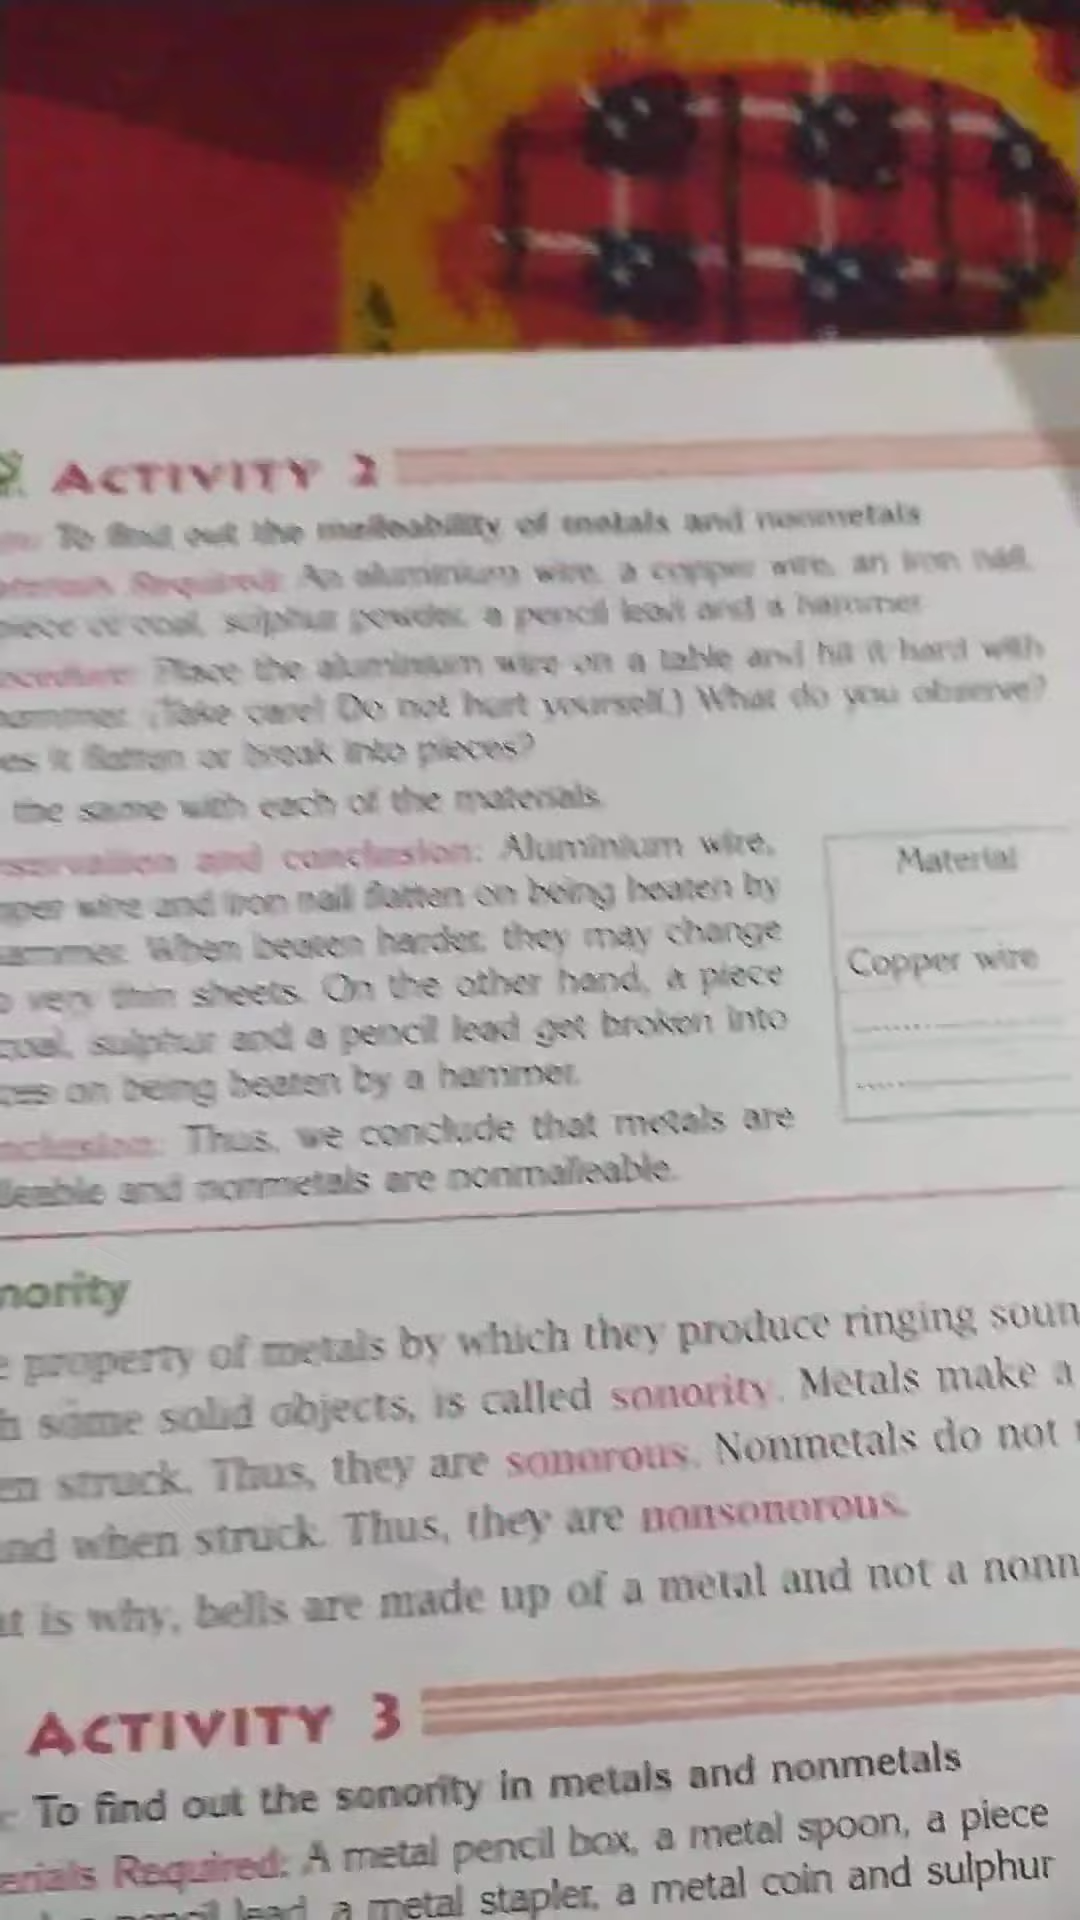 ACTIVITY 2
To find out the malleability of metals and nonmetals
Required: An aluminium wire, a copper wire, an iron nail,
piece of coal, sulphur powder, a pencil lead and a hammer
Place the aluminium wire on a table and hit it hard with
hammer. (Take care! Do not hurt yourself.) What do you observe?
es it flatten or break into pieces?
the same with each of the materials.
servation and conclusion: Aluminium wire,
pper wire and iron nail flatten on being beaten by
ammer. When beaten harder, they may change
o very thin sheets. On the other hand, a piece
coal, sulphur and a pencil lead get broken into
ces on being beaten by a hammer.
nclusion: Thus, we conclude that metals are
lleable and nonmetals are nonmalleable.
Material
Copper wire
....................
....................
nority
e property of metals by which they produce ringing soun
h some solid objects, is called sonority. Metals make a
en struck. Thus, they are sonorous. Nonmetals do not
und when struck. Thus, they are nonsonorous.
at is why, bells are made up of a metal and not a nonn
ACTIVITY 3
: To find out the sonority in metals and nonmetals
erials Required: A metal pencil box, a metal spoon, a piece
pencil lead, a metal stapler, a metal coin and sulphur